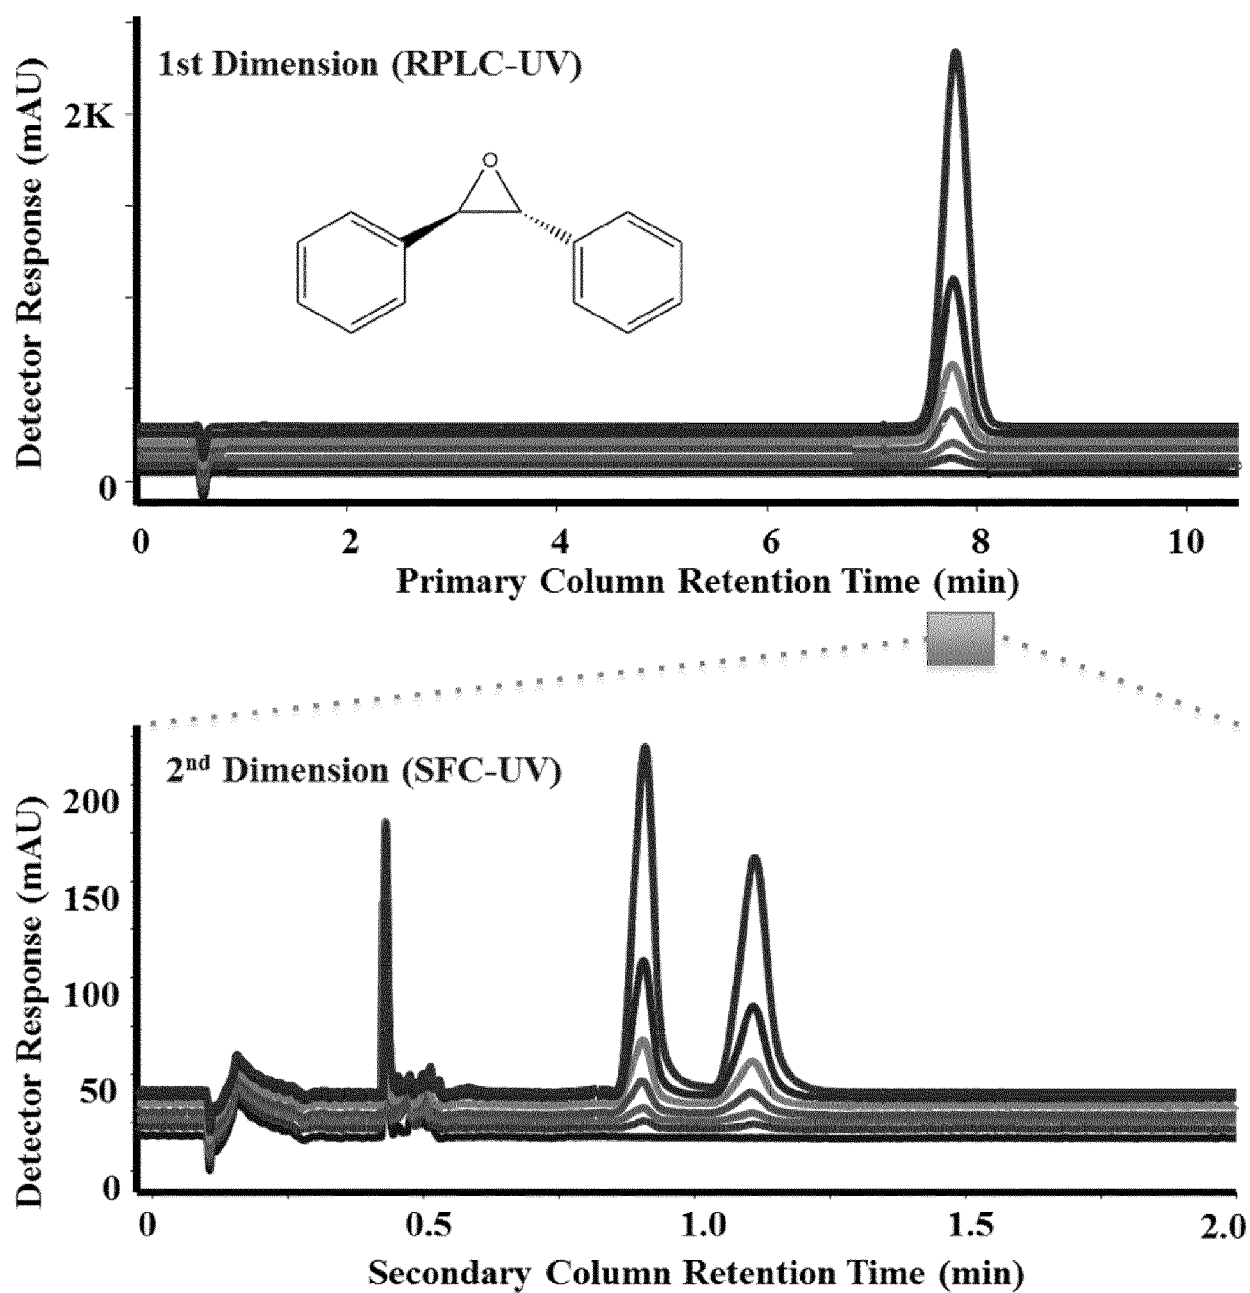 1st Dimension (RPLC-UV)
Detector Response (mAU)
2K
0
O
0 2 4 6 8 10
Primary Column Retention Time (min)
2nd Dimension (SFC-UV)
Detector Response (mAU)
200
150
100
50
0
0 0.5 1.0 1.5 2.0
Secondary Column Retention Time (min)